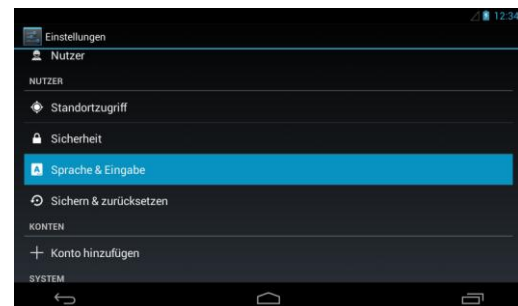 12:34
Einstellungen
Nutzer
NUTZER
Standortzugriff
Sicherheit
A Sprache & Eingabe
Sichern & zurücksetzen
KONTEN
Konto hinzufügen
SYSTEM